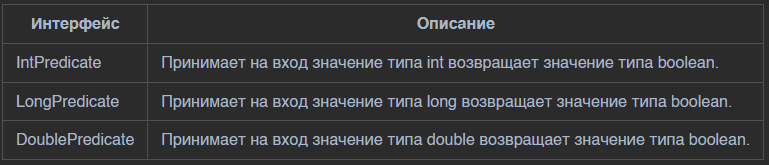 Интерфейс Описание
IntPredicate Принимает на вход значение типа int возвращает значение типа boolean.
LongPredicate Принимает на вход значение типа long возвращает значение типа boolean.
DoublePredicate Принимает на вход значение типа double возвращает значение типа boolean.